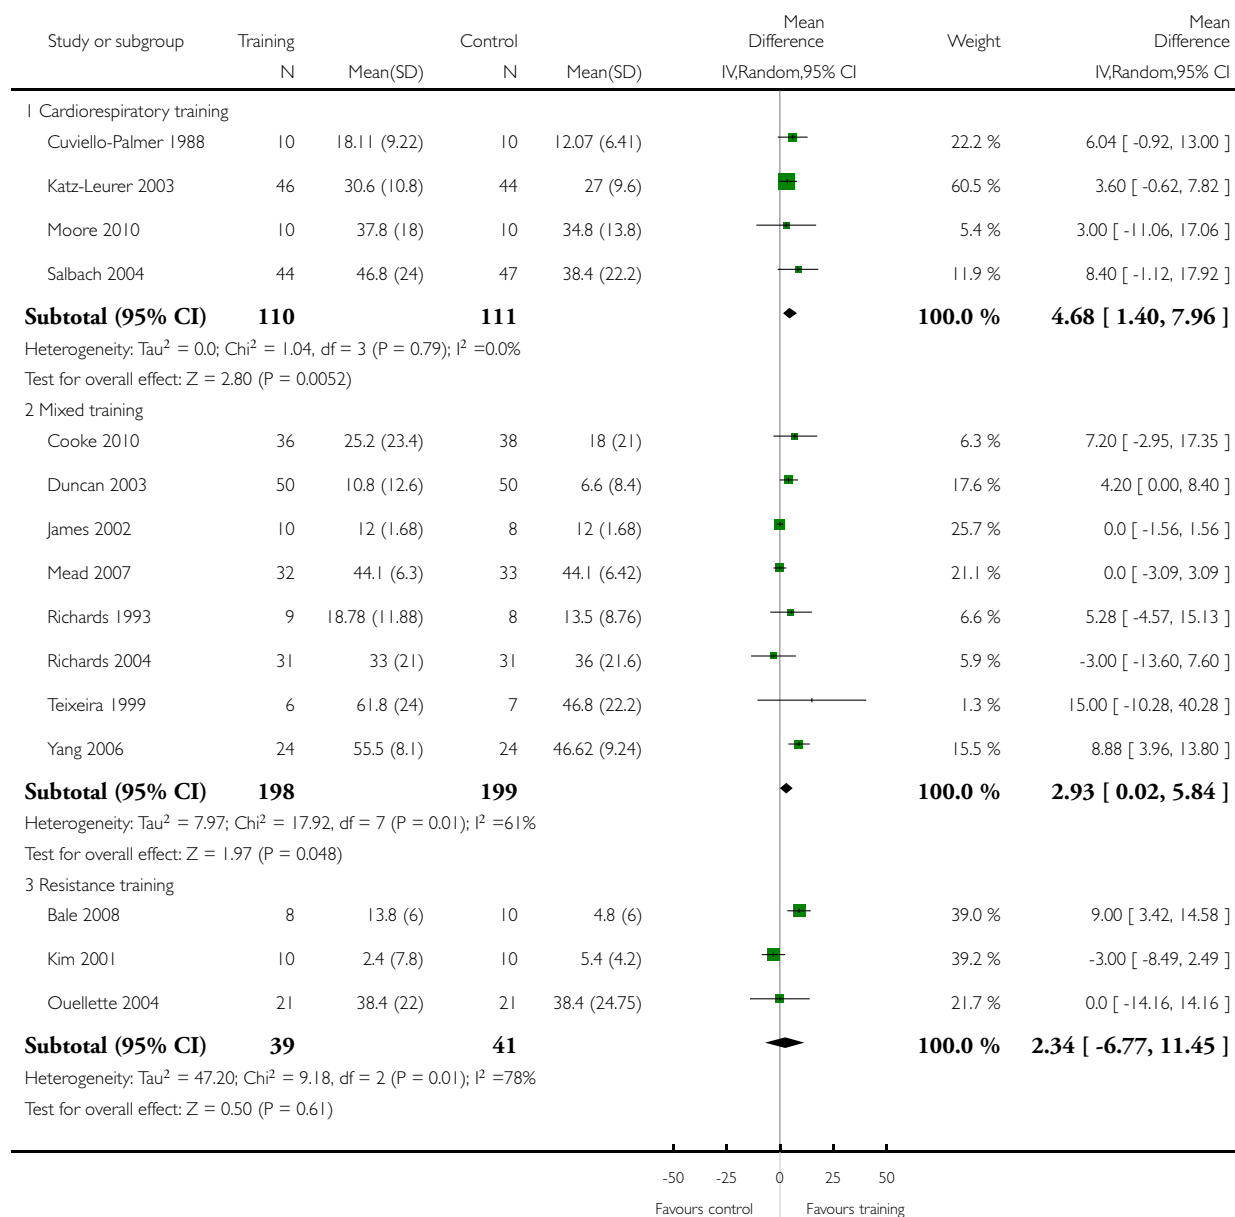 Study or subgroup Training Control Mean Difference Weight Mean Difference
N Mean(SD) N Mean(SD) IV,Random,95% CI IV,Random,95% CI
1 Cardiorespiratory training
Cuviello-Palmer 1988 10 18.11 (9.22) 10 12.07 (6.41) 22.2 % 6.04 [ -0.92, 13.00 ]
Katz-Leurer 2003 46 30.6 (10.8) 44 27 (9.6) 60.5 % 3.60 [ -0.62, 7.82 ]
Moore 2010 10 37.8 (18) 10 34.8 (13.8) 5.4 % 3.00 [ -11.06, 17.06 ]
Salbach 2004 44 46.8 (24) 47 38.4 (22.2) 11.9 % 8.40 [ -1.12, 17.92 ]
Subtotal (95% CI) 110 111 100.0 % 4.68 [ 1.40, 7.96 ]
Heterogeneity: Tau² = 0.0; Chi² = 1.04, df = 3 (P = 0.79); I² =0.0%
Test for overall effect: Z = 2.80 (P = 0.0052)
2 Mixed training
Cooke 2010 36 25.2 (23.4) 38 18 (21) 6.3 % 7.20 [ -2.95, 17.35 ]
Duncan 2003 50 10.8 (12.6) 50 6.6 (8.4) 17.6 % 4.20 [ 0.00, 8.40 ]
James 2002 10 12 (1.68) 8 12 (1.68) 25.7 % 0.0 [ -1.56, 1.56 ]
Mead 2007 32 44.1 (6.3) 33 44.1 (6.42) 21.1 % 0.0 [ -3.09, 3.09 ]
Richards 1993 9 18.78 (11.88) 8 13.5 (8.76) 6.6 % 5.28 [ -4.57, 15.13 ]
Richards 2004 31 33 (21) 31 36 (21.6) 5.9 % -3.00 [ -13.60, 7.60 ]
Teixeira 1999 6 61.8 (24) 7 46.8 (22.2) 1.3 % 15.00 [ -10.28, 40.28 ]
Yang 2006 24 55.5 (8.1) 24 46.62 (9.24) 15.5 % 8.88 [ 3.96, 13.80 ]
Subtotal (95% CI) 198 199 100.0 % 2.93 [ 0.02, 5.84 ]
Heterogeneity: Tau² = 7.97; Chi² = 17.92, df = 7 (P = 0.01); I² =61%
Test for overall effect: Z = 1.97 (P = 0.048)
3 Resistance training
Bale 2008 8 13.8 (6) 10 4.8 (6) 39.0 % 9.00 [ 3.42, 14.58 ]
Kim 2001 10 2.4 (7.8) 10 5.4 (4.2) 39.2 % -3.00 [ -8.49, 2.49 ]
Ouellette 2004 21 38.4 (22) 21 38.4 (24.75) 21.7 % 0.0 [ -14.16, 14.16 ]
Subtotal (95% CI) 39 41 100.0 % 2.34 [ -6.77, 11.45 ]
Heterogeneity: Tau² = 47.20; Chi² = 9.18, df = 2 (P = 0.01); I² =78%
Test for overall effect: Z = 0.50 (P = 0.61)
-50 -25 0 25 50
Favours control Favours training